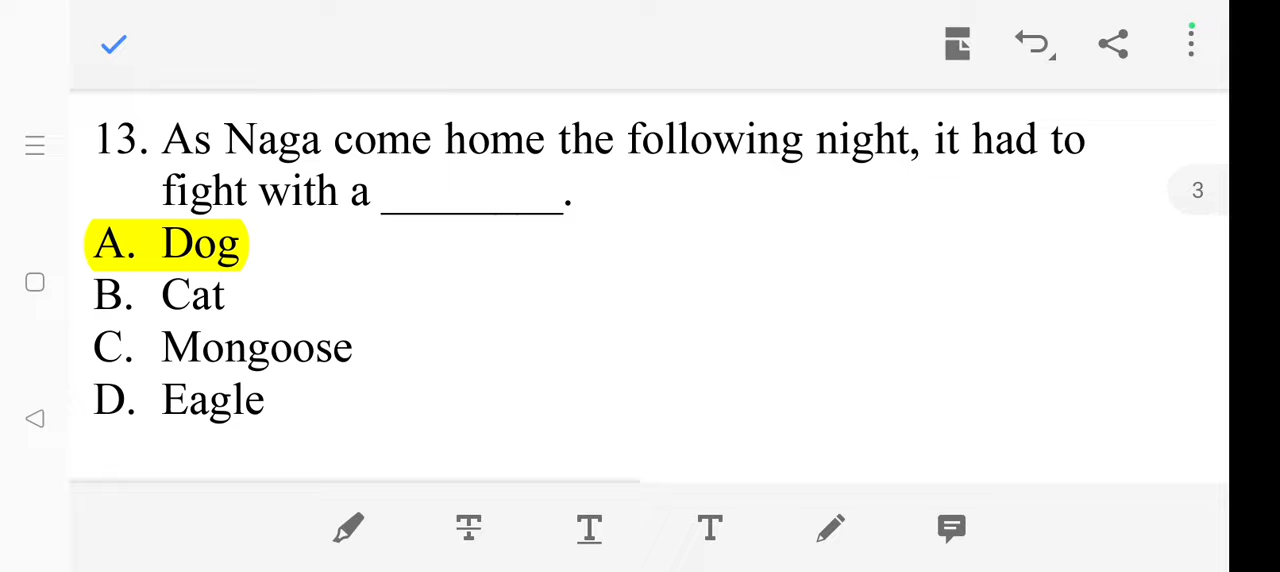 13. As Naga come home the following night, it had to
fight with a ________.
3
A. Dog
B. Cat
C. Mongoose
D. Eagle